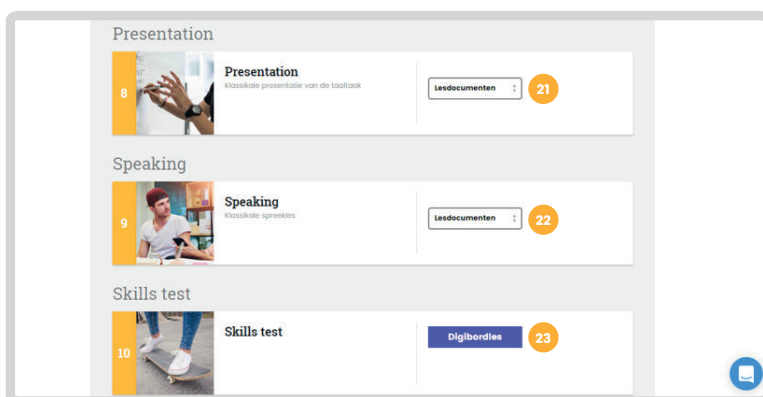 Presentation
8
Presentation
Klassikale presentatie van de taaltaak
Lesdocumenten
21
Speaking
9
Speaking
Klassikale spreekles
Lesdocumenten
22
Skills test
10
Skills test
Digibordles
23